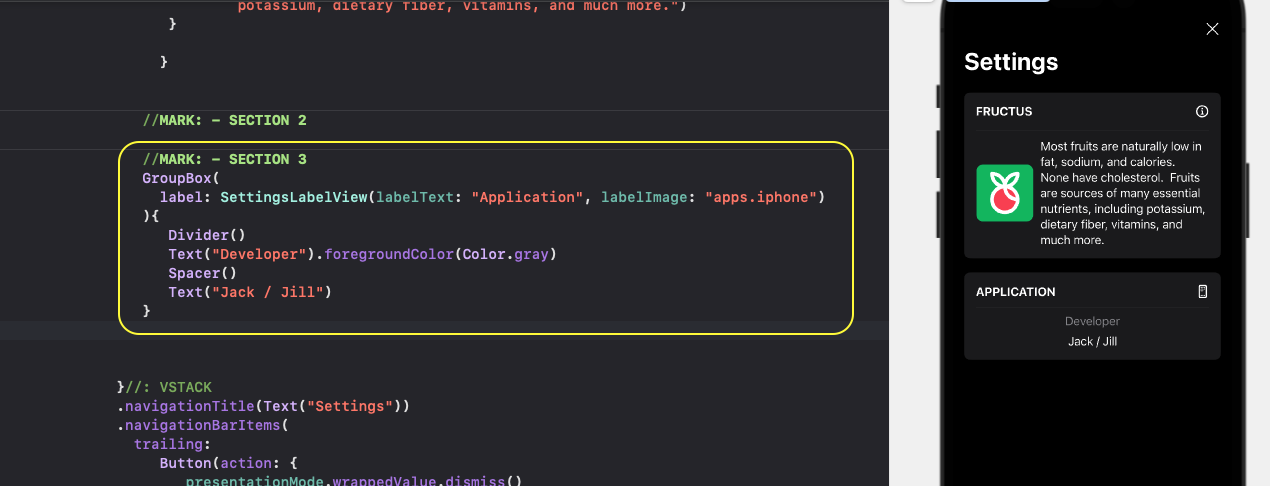 potassium, dietary fiber, vitamins, and much more.")
}
}
//MARK: - SECTION 2
//MARK: - SECTION 3
GroupBox(
label: SettingsLabelView(labelText: "Application", labelImage: "apps.iphone")
){
Divider()
Text("Developer").foregroundColor(Color.gray)
Spacer()
Text("Jack / Jill")
}
}//: VSTACK
.navigationTitle(Text("Settings"))
.navigationBarItems(
trailing:
Button(action: {
presentationMode.wrappedValue.dismiss()
Settings
FRUCTUS
Most fruits are naturally low in
fat, sodium, and calories.
None have cholesterol. Fruits
are sources of many essential
nutrients, including potassium,
dietary fiber, vitamins, and
much more.
APPLICATION
Developer
Jack / Jill